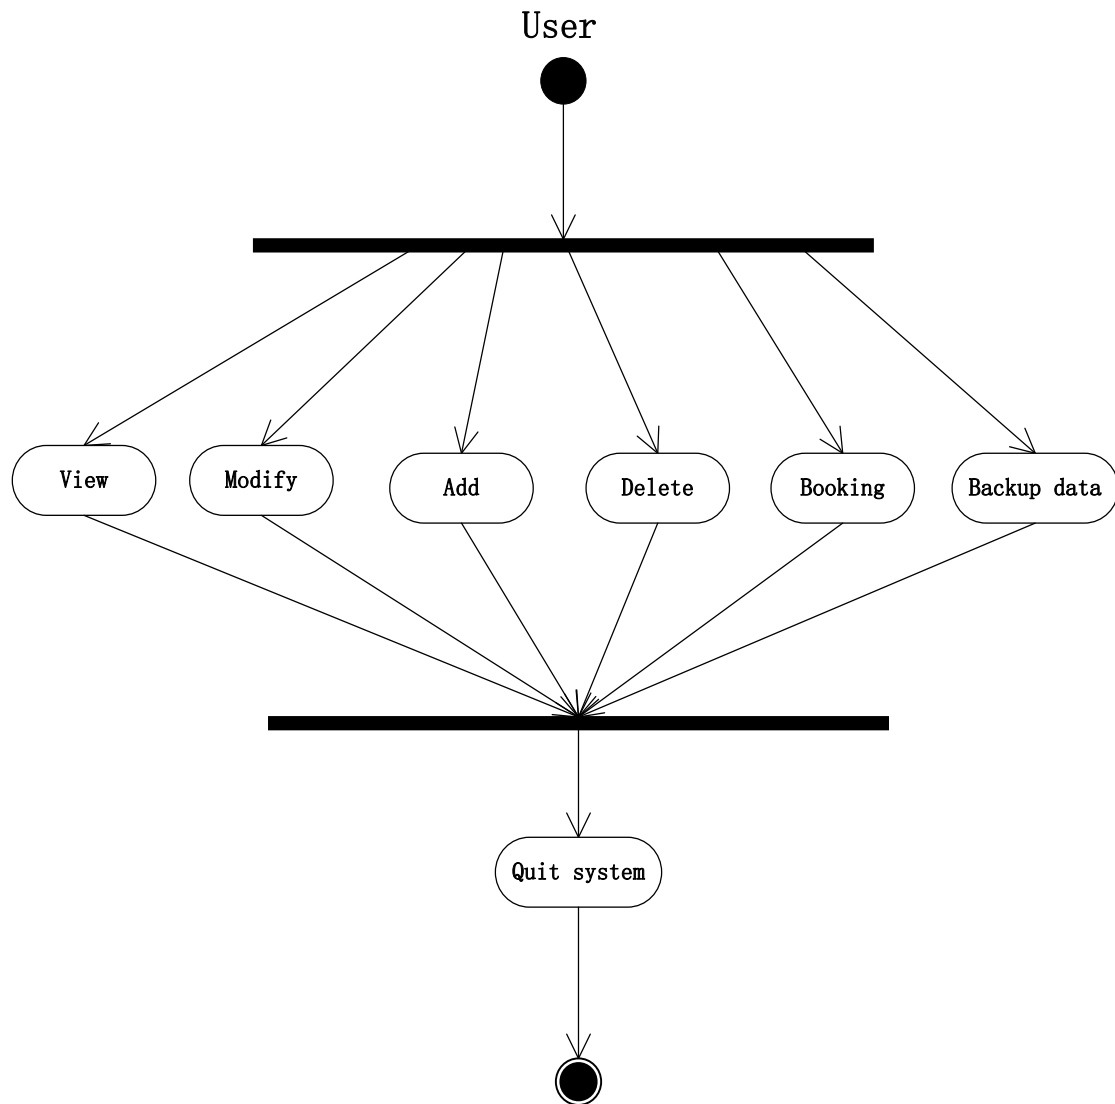 User
View
Modify
Add
Delete
Booking
Backup data
Quit system